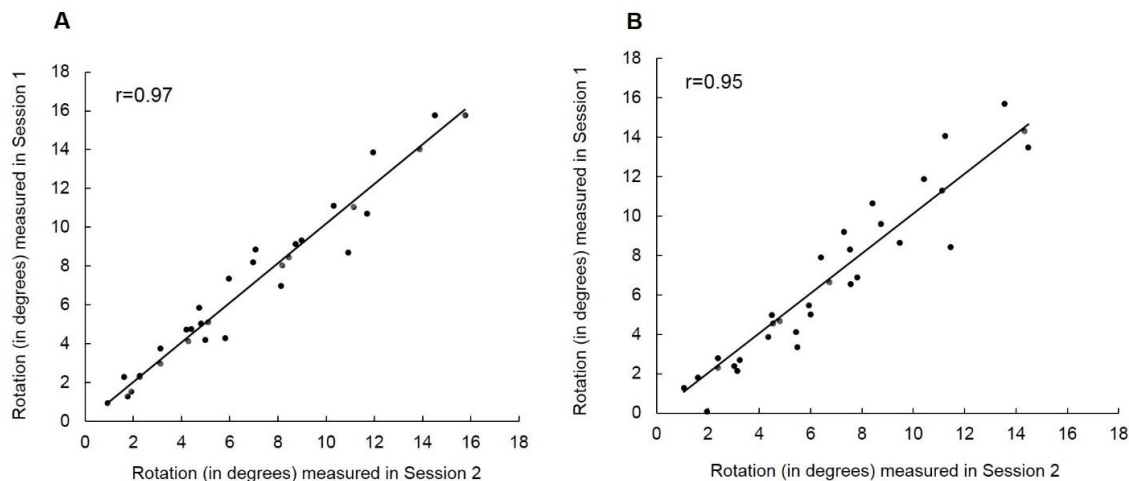 A
Rotation (in degrees) measured in Session 1
18
16
14
12
10
8
6
4
2
0
r=0.97
0 2 4 6 8 10 12 14 16 18
Rotation (in degrees) measured in Session 2
B
Rotation (in degrees) measured in Session 1
18
16
14
12
10
8
6
4
2
0
r=0.95
0 2 4 6 8 10 12 14 16 18
Rotation (in degrees) measured in Session 2